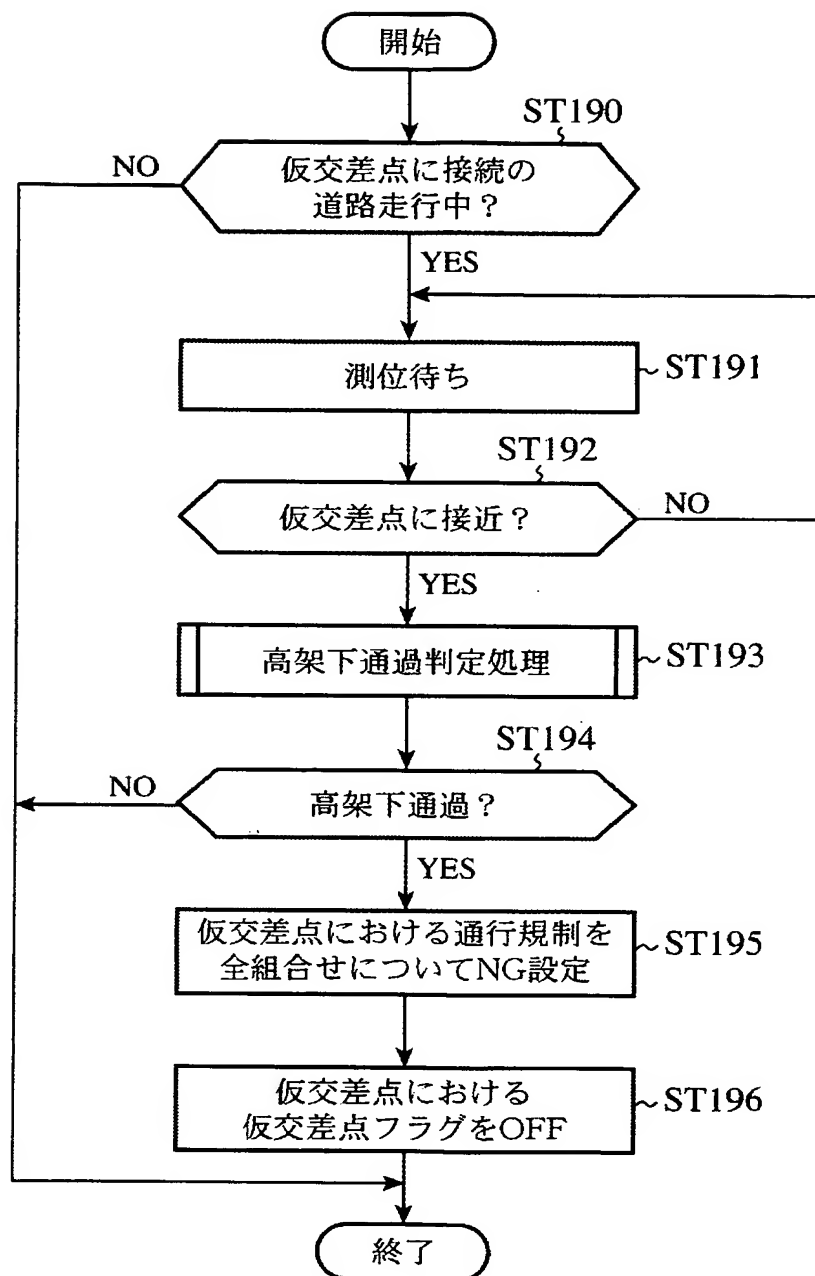 開始
ST190
仮交差点に接続の
道路走行中?
NO
YES
測位待ち
ST191
ST192
仮交差点に接近?
NO
YES
高架下通過判定処理
ST193
ST194
NO
高架下通過?
YES
仮交差点における通行規制を
全組合せについてNG設定
ST195
仮交差点における
仮交差点フラグをOFF
ST196
終了